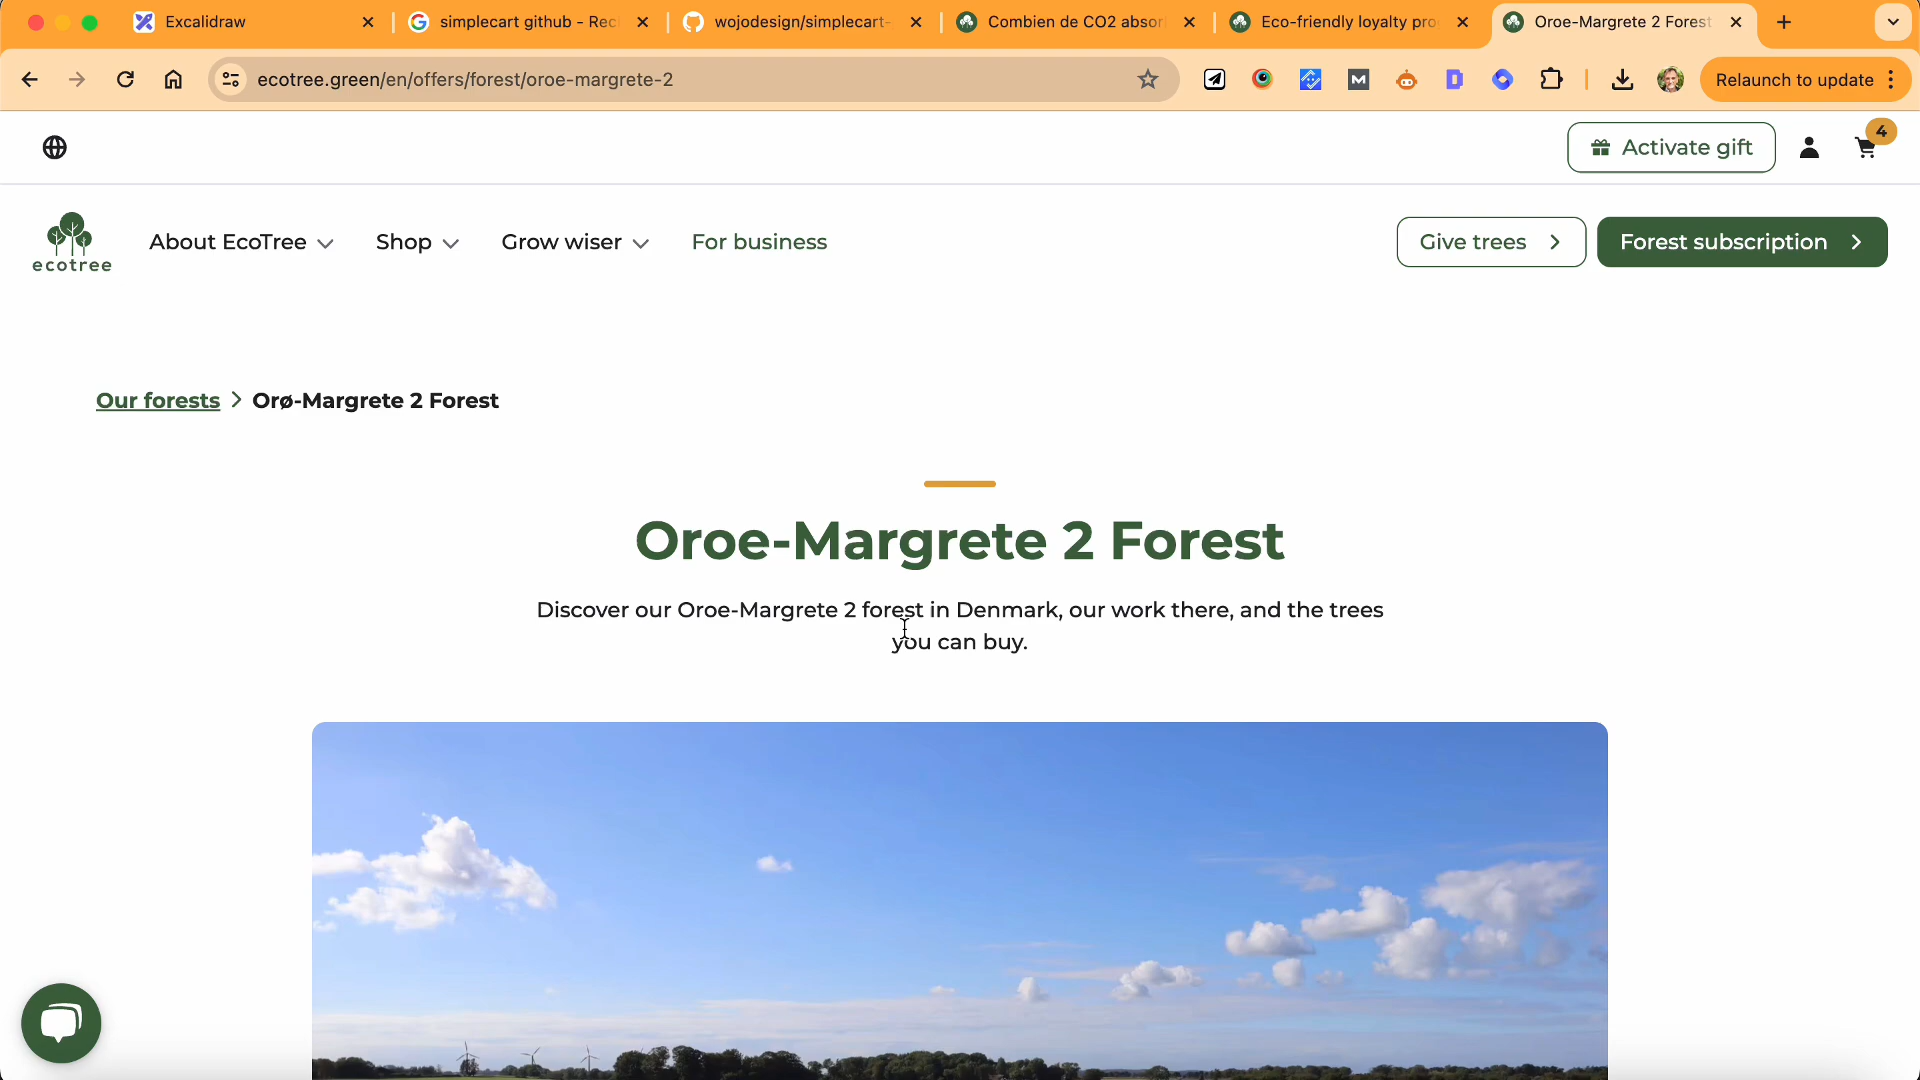 Excalidraw
simplecart github - Rec
wojodesign/simplecart-
Combien de CO2 absor
Eco-friendly loyalty pro
Oroe-Margrete 2 Forest
ecotree.green/en/offers/forest/oroe-margrete-2
Relaunch to update
Activate gift
4
ecotree
About EcoTree
Shop
Grow wiser
For business
Give trees
Forest subscription
Our forests > Orø-Margrete 2 Forest
Oroe-Margrete 2 Forest
Discover our Oroe-Margrete 2 forest in Denmark, our work there, and the trees
you can buy.